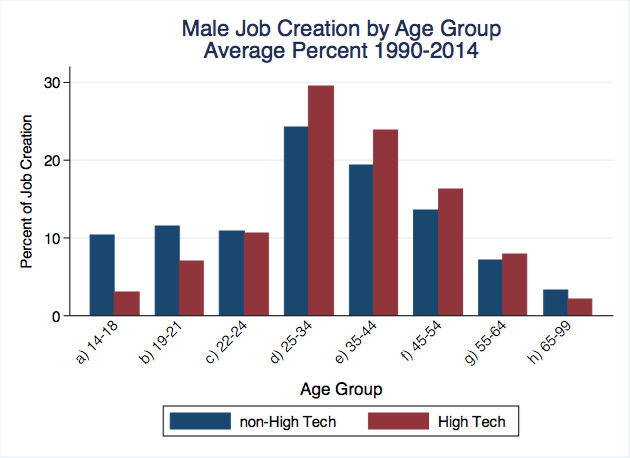 Male Job Creation by Age Group
Average Percent 1990-2014
Percent of Job Creation
30
20
10
0
a) 14-18
b) 19-21
c) 22-24
d) 25-34
e) 35-44
f) 45-54
g) 55-64
h) 65-99
Age Group
non-High Tech
High Tech